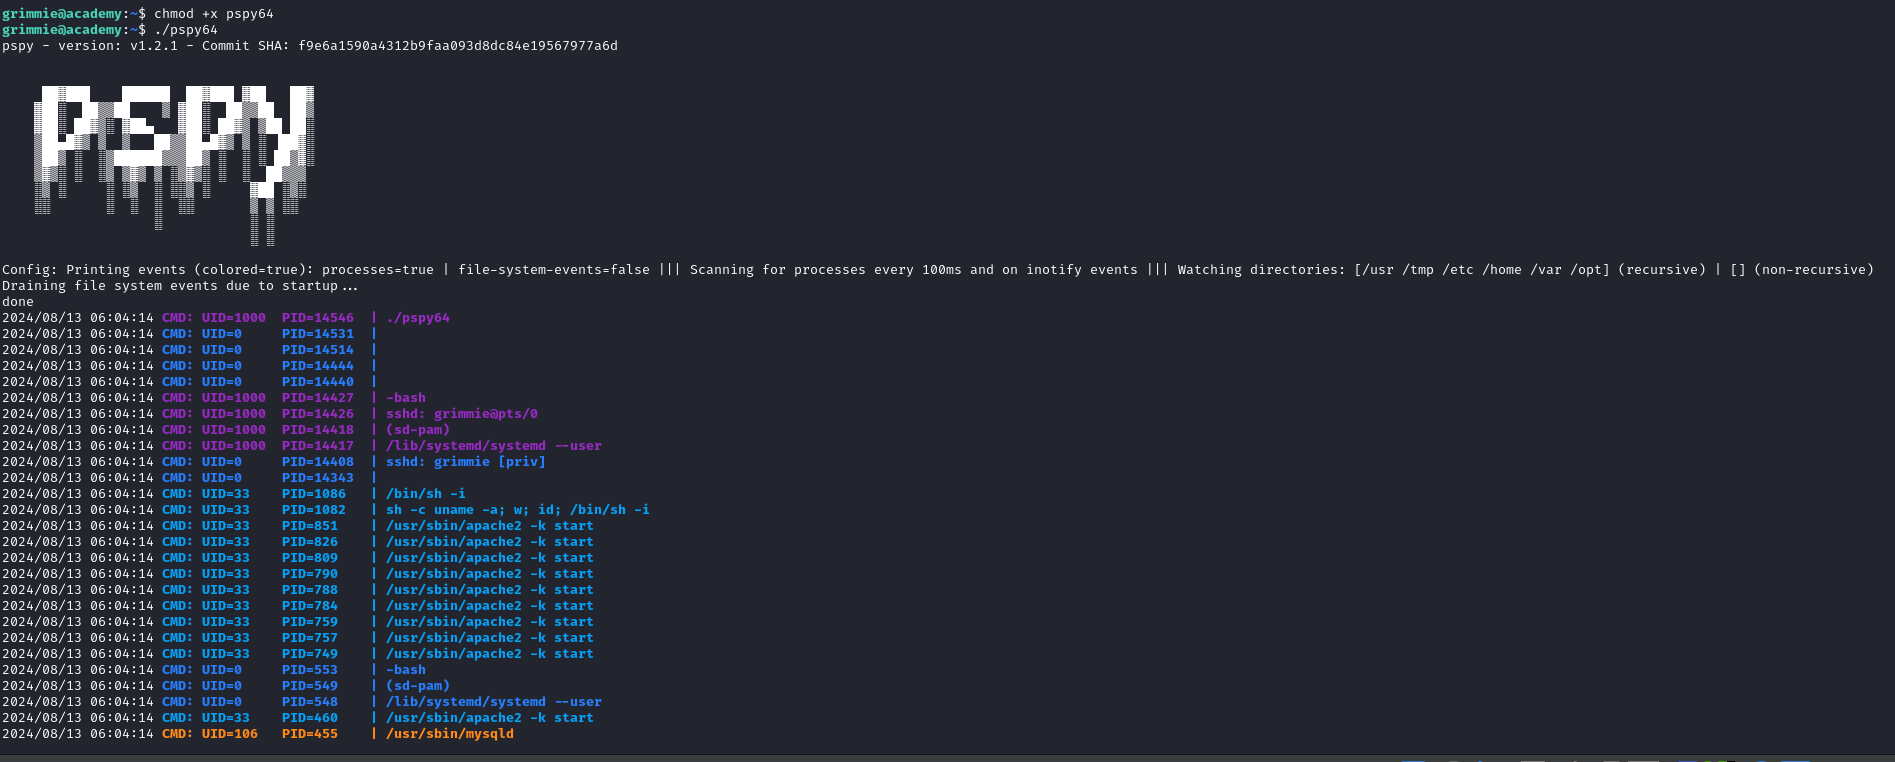 grimmie@academy:~$ chmod +x pspy64
grimmie@academy:~$ ./pspy64
pspy - version: v1.2.1 - Commit SHA: f9e6a1590a4312b9faa093d8dc84e19567977a6d
Config: Printing events (colored=true): processes=true | file-system-events=false ||| Scanning for processes every 100ms and on inotify events ||| Watching directories: [/usr /tmp /etc /home /var /opt] (recursive) | [] (non-recursive)
Draining file system events due to startup...
done
2024/08/13 06:04:14 CMD: UID=1000  PID=14546  | ./pspy64
2024/08/13 06:04:14 CMD: UID=0     PID=14531  |
2024/08/13 06:04:14 CMD: UID=0     PID=14514  |
2024/08/13 06:04:14 CMD: UID=0     PID=14444  |
2024/08/13 06:04:14 CMD: UID=0     PID=14440  |
2024/08/13 06:04:14 CMD: UID=1000  PID=14427  | -bash
2024/08/13 06:04:14 CMD: UID=1000  PID=14426  | sshd: grimmie@pts/0
2024/08/13 06:04:14 CMD: UID=1000  PID=14418  | (sd-pam)
2024/08/13 06:04:14 CMD: UID=1000  PID=14417  | /lib/systemd/systemd --user
2024/08/13 06:04:14 CMD: UID=0     PID=14408  | sshd: grimmie [priv]
2024/08/13 06:04:14 CMD: UID=0     PID=14343  |
2024/08/13 06:04:14 CMD: UID=33    PID=1086   | /bin/sh -i
2024/08/13 06:04:14 CMD: UID=33    PID=1082   | sh -c uname -a; w; id; /bin/sh -i
2024/08/13 06:04:14 CMD: UID=33    PID=851    | /usr/sbin/apache2 -k start
2024/08/13 06:04:14 CMD: UID=33    PID=826    | /usr/sbin/apache2 -k start
2024/08/13 06:04:14 CMD: UID=33    PID=809    | /usr/sbin/apache2 -k start
2024/08/13 06:04:14 CMD: UID=33    PID=790    | /usr/sbin/apache2 -k start
2024/08/13 06:04:14 CMD: UID=33    PID=788    | /usr/sbin/apache2 -k start
2024/08/13 06:04:14 CMD: UID=33    PID=784    | /usr/sbin/apache2 -k start
2024/08/13 06:04:14 CMD: UID=33    PID=759    | /usr/sbin/apache2 -k start
2024/08/13 06:04:14 CMD: UID=33    PID=757    | /usr/sbin/apache2 -k start
2024/08/13 06:04:14 CMD: UID=33    PID=749    | /usr/sbin/apache2 -k start
2024/08/13 06:04:14 CMD: UID=0     PID=553    | -bash
2024/08/13 06:04:14 CMD: UID=0     PID=549    | (sd-pam)
2024/08/13 06:04:14 CMD: UID=0     PID=548    | /lib/systemd/systemd --user
2024/08/13 06:04:14 CMD: UID=33    PID=460    | /usr/sbin/apache2 -k start
2024/08/13 06:04:14 CMD: UID=106   PID=455    | /usr/sbin/mysqld